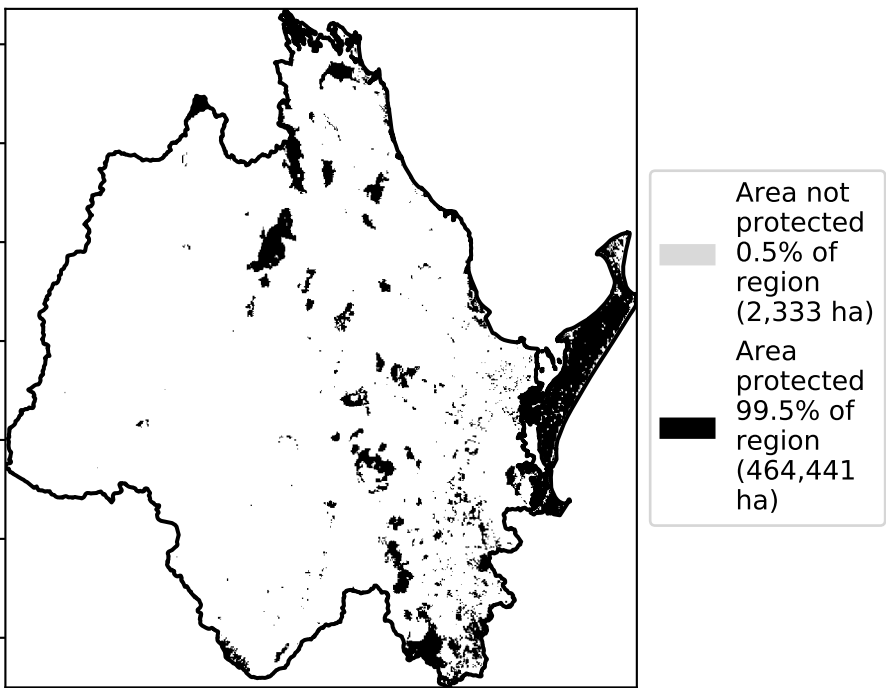 Area not
protected
0.5% of
region
(2,333 ha)
Area
protected
99.5% of
region
(464,441
ha)